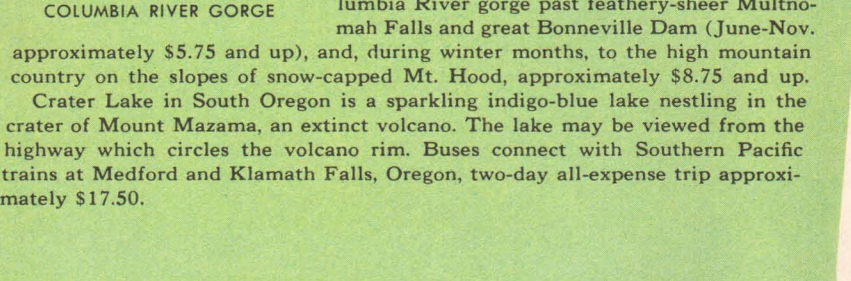 COLUMBIA RIVER GORGE
lumbia River gorge past feathery-sheer Multno-
mah Falls and great Bonneville Dam (June-Nov.
approximately $5.75 and up), and, during winter months, to the high mountain
country on the slopes of snow-capped Mt. Hood, approximately $8.75 and up.
Crater Lake in South Oregon is a sparkling indigo-blue lake nestling in the
crater of Mount Mazama, an extinct volcano. The lake may be viewed from the
highway which circles the volcano rim. Buses connect with Southern Pacific
trains at Medford and Klamath Falls, Oregon, two-day all-expense trip approxi-
mately $17.50.